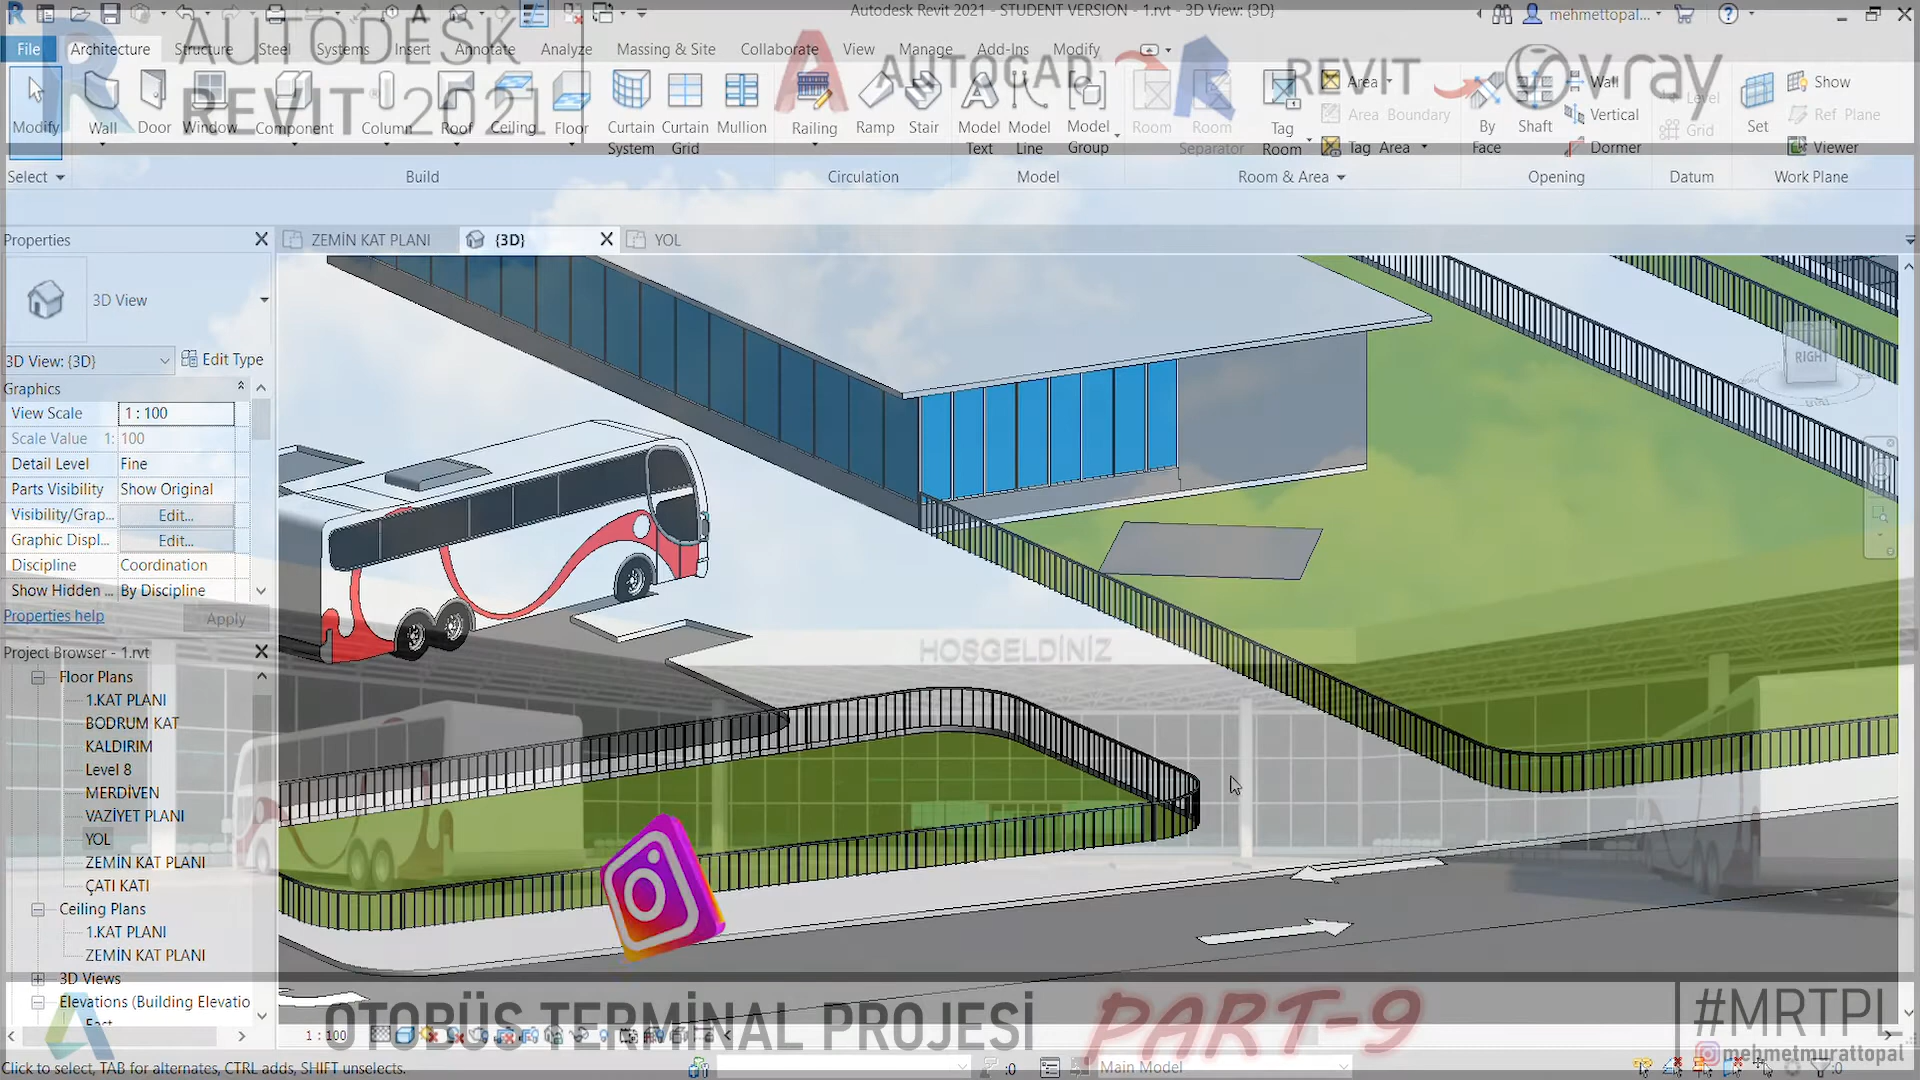 Autodesk Revit 2021 - STUDENT VERSION - 1.rvt - 3D View: {3D}
mehmettopal...
File Architecture Structure Steel Systems Insert Annotate Analyze Massing & Site Collaborate View Manage Add-Ins Modify
AUTODESK
REVIT 2021
AUTOCAD
REVIT
vray
Modify Wall Door Window Component Column Roof Ceiling Floor
Curtain System
Curtain Grid
Mullion Railing Ramp Stair
Model Text
Model Line
Model Group
Room
Room Separator
Tag Room
Area
Area Boundary
Tag Area
By Face
Shaft
Wall
Vertical
Dormer
Level
Grid
Set
Show
Ref Plane
Viewer
Select Build Circulation Model Room & Area Opening Datum Work Plane
Properties
ZEMİN KAT PLANI {3D} YOL
3D View
3D View: {3D} Edit Type
Graphics
View Scale 1 : 100
Scale Value 1: 100
Detail Level Fine
Parts Visibility Show Original
Visibility/Grap... Edit...
Graphic Displ... Edit...
Discipline Coordination
Show Hidden ... By Discipline
Properties help Apply
RIGHT
HOŞGELDİNİZ
Project Browser - 1.rvt
Floor Plans
1.KAT PLANI
BODRUM KAT
KALDIRIM
Level 8
MERDİVEN
VAZİYET PLANI
YOL
ZEMİN KAT PLANI
ÇATI KATI
Ceiling Plans
1.KAT PLANI
ZEMİN KAT PLANI
3D Views
Elevations (Building Elevatio
East
1 : 100
OTOBÜS TERMİNAL PROJESİ
PART-9
#MRTPL
mehmetmurattopal
Click to select, TAB for alternates, CTRL adds, SHIFT unselects.
:0
Main Model
:0